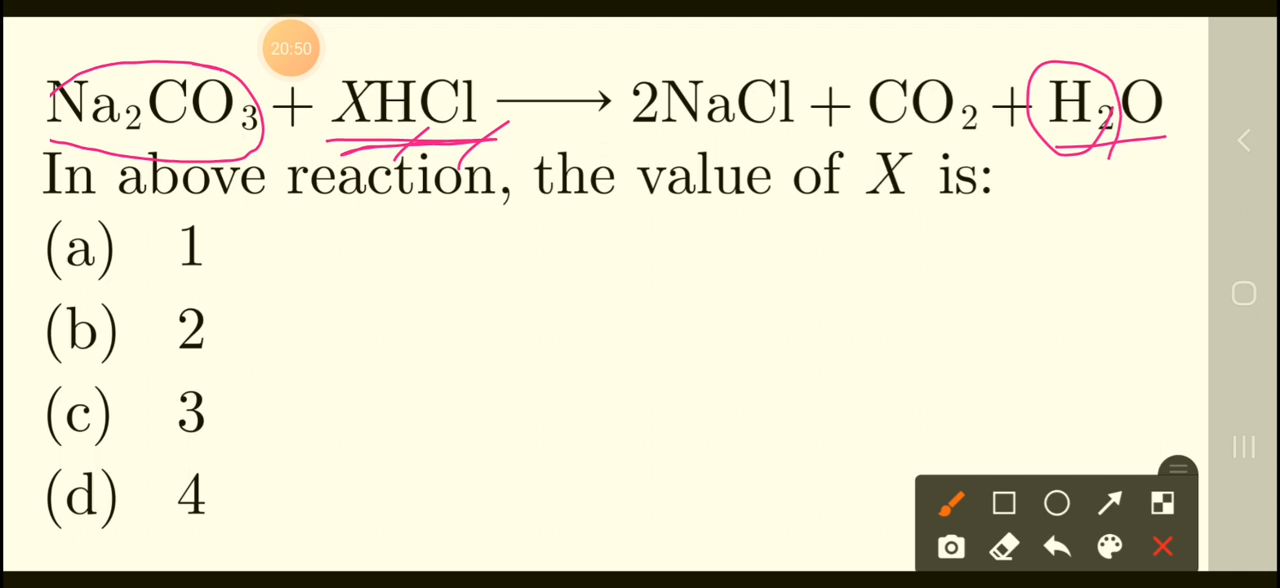 20:50
Na₂CO₃ + XHCl ⟶ 2NaCl + CO₂ + H₂O
In above reaction, the value of X is:
(a) 1
(b) 2
(c) 3
(d) 4